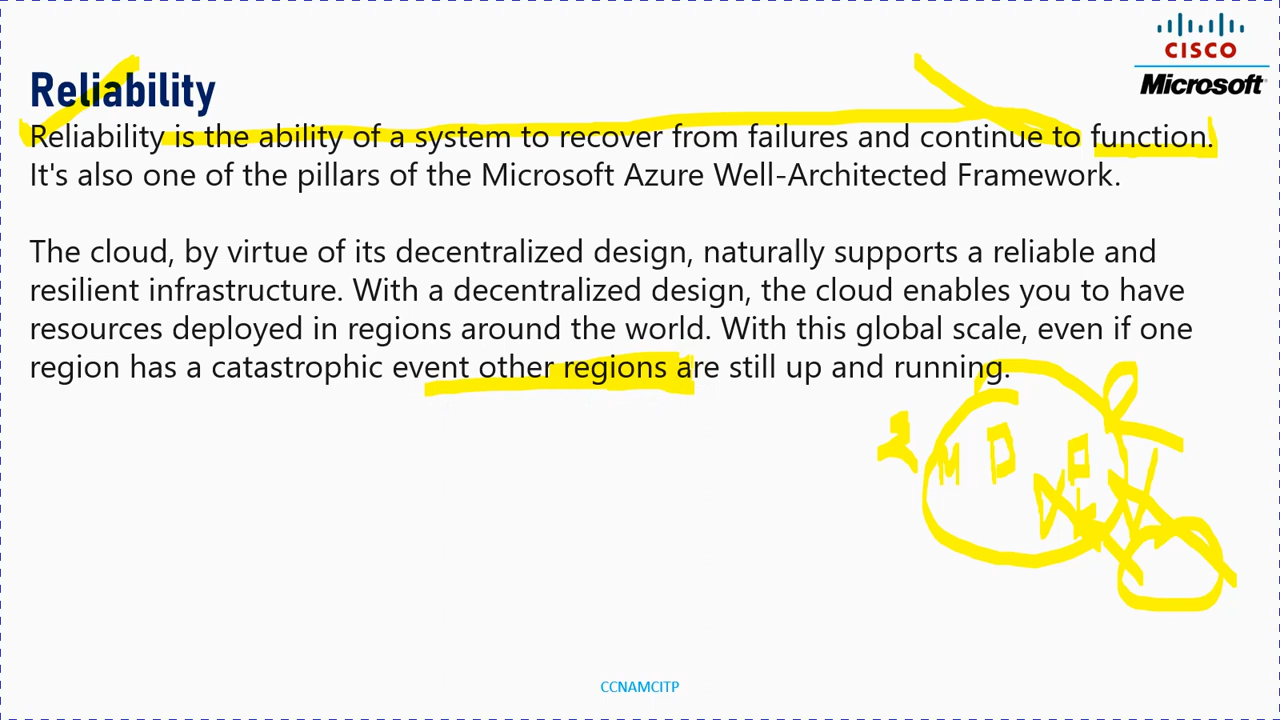 CISCO
Microsoft
Reliability
Reliability is the ability of a system to recover from failures and continue to function.
It's also one of the pillars of the Microsoft Azure Well-Architected Framework.
The cloud, by virtue of its decentralized design, naturally supports a reliable and
resilient infrastructure. With a decentralized design, the cloud enables you to have
resources deployed in regions around the world. With this global scale, even if one
region has a catastrophic event other regions are still up and running.
CCNAMCITP